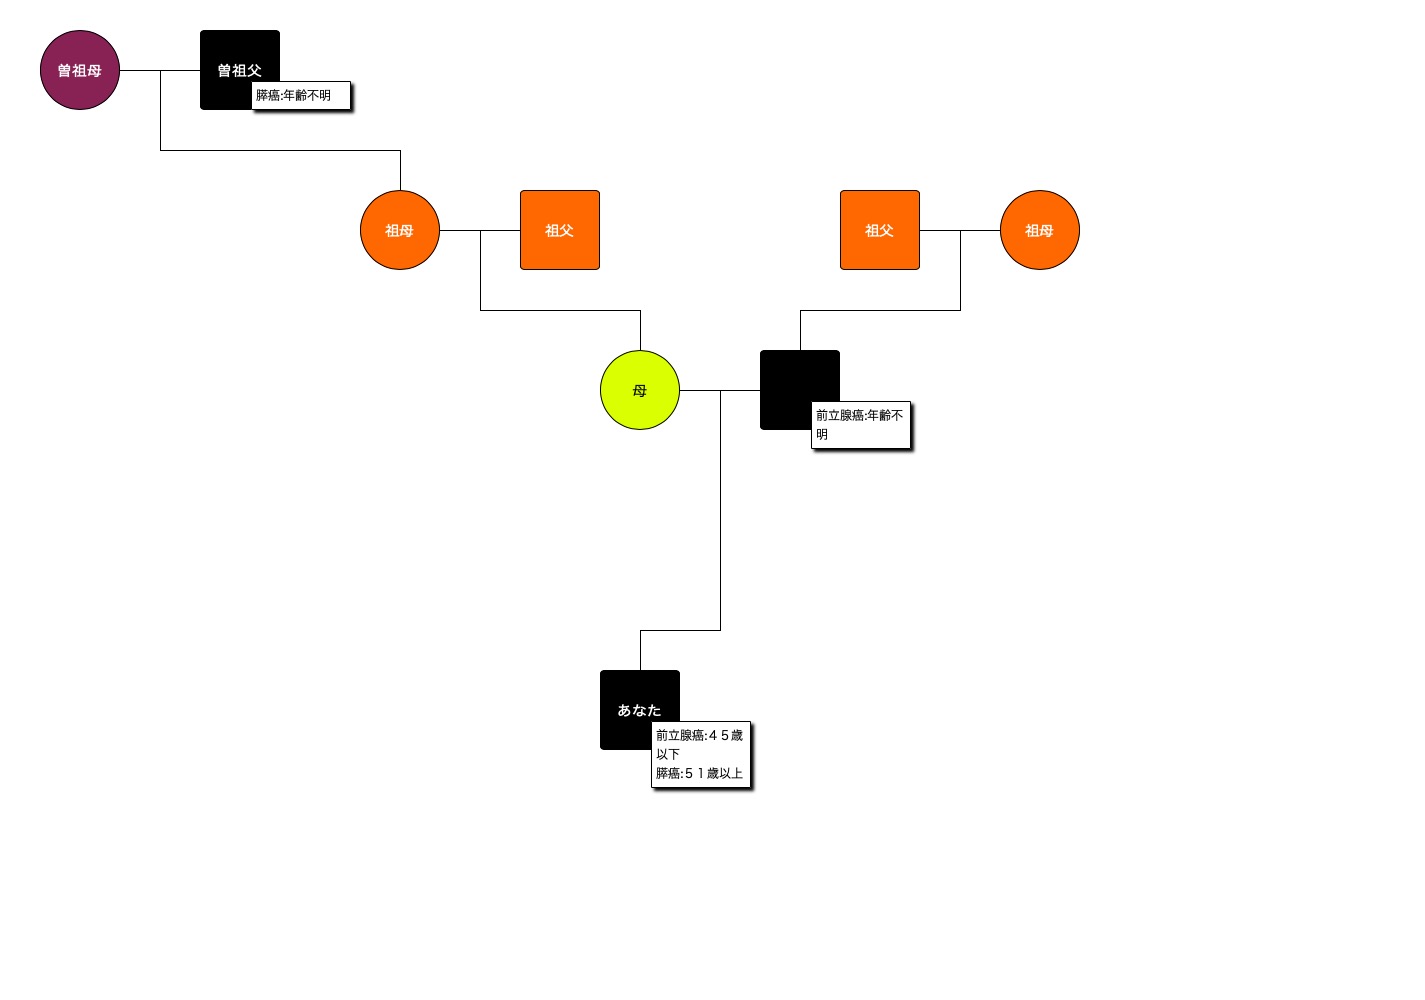 曽祖母
曽祖父
膵癌:年齢不明
祖母
祖父
祖父
祖母
母
前立腺癌:年齢不
明
あなた
前立腺癌:４５歳
以下
膵癌:５１歳以上